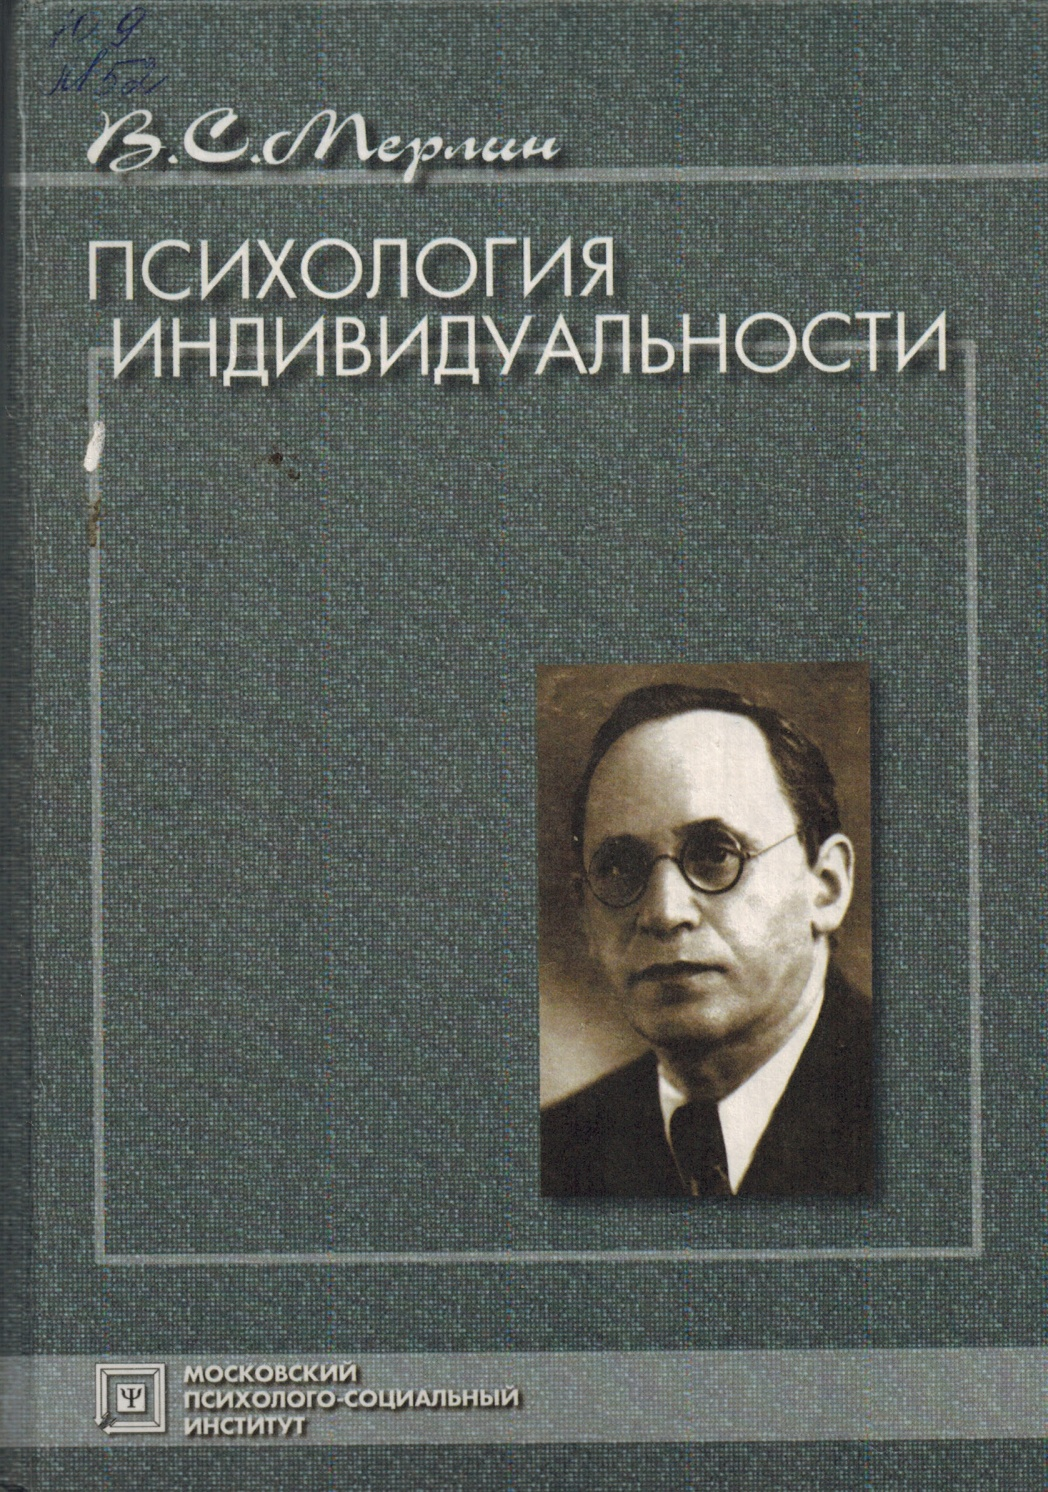 В.С.Мерлин
ПСИХОЛОГИЯ
ИНДИВИДУАЛЬНОСТИ
Ψ
МОСКОВСКИЙ
ПСИХОЛОГО-СОЦИАЛЬНЫЙ
ИНСТИТУТ